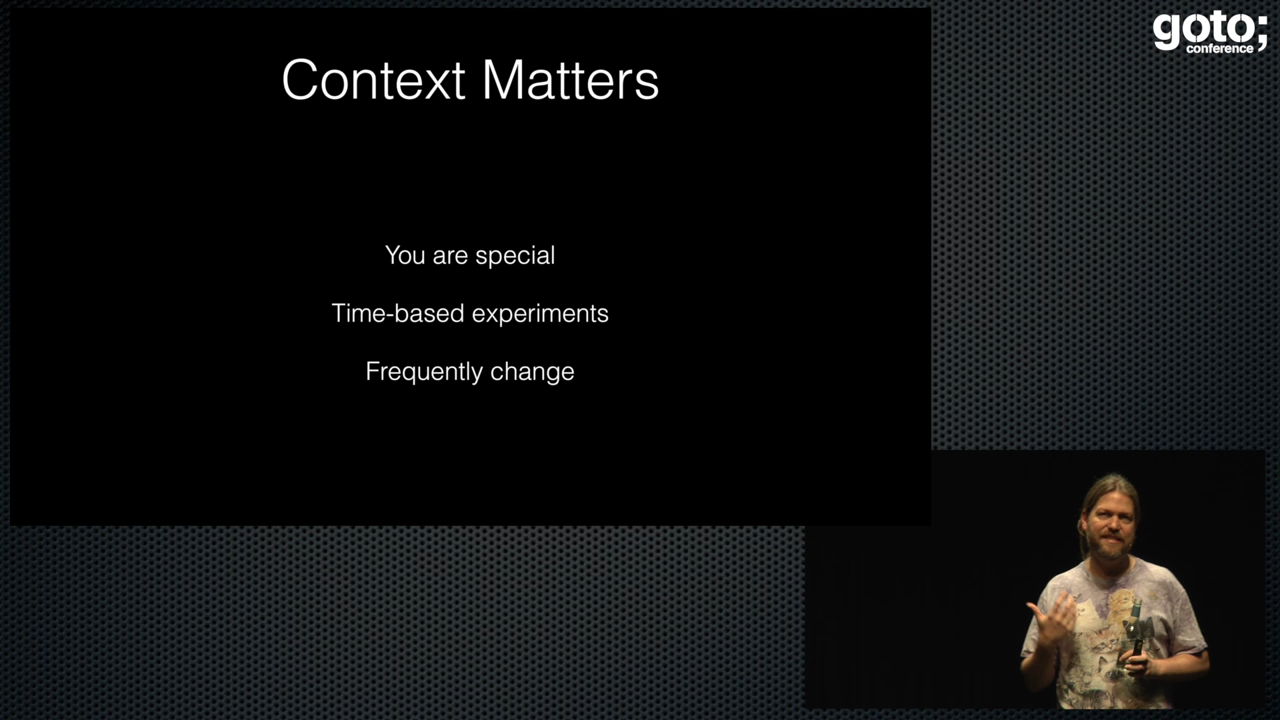 Context Matters
You are special
Time-based experiments
Frequently change
goto;
conference